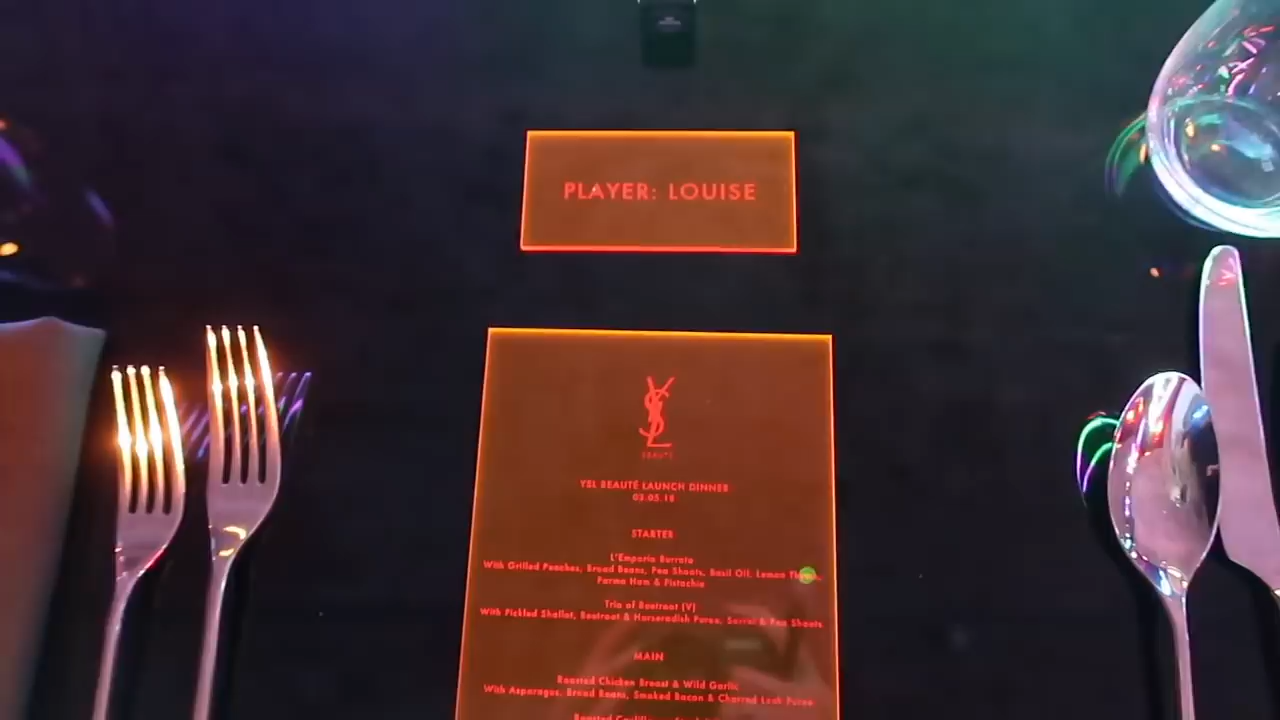 PLAYER: LOUISE
YSL
BEAUTÉ
YSL BEAUTÉ LAUNCH DINNER
03.05.18
STARTER
L'Emporio Burrata
With Grilled Peaches, Broad Beans, Pea Shoots, Basil Oil, Lemon
Parma Ham & Pistachio
Trio of Beetroot (V)
With Pickled Shallot, Beetroot & Horseradish Puree, Sorrel & Pea Shoots
MAIN
Roasted Chicken Breast & Wild Garlic
With Asparagus, Broad Beans, Smoked Bacon & Charred Leek Puree
Roasted